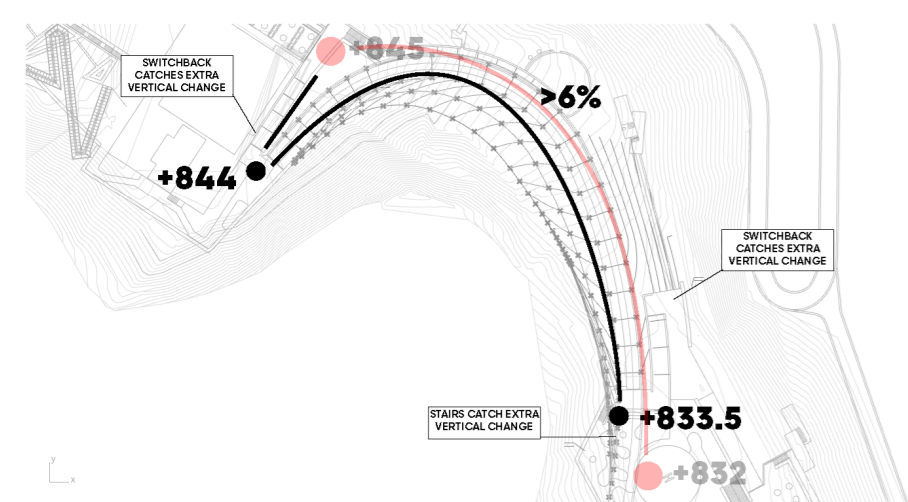 +845
SWITCHBACK
CATCHES EXTRA
VERTICAL CHANGE
>6%
+844
SWITCHBACK
CATCHES EXTRA
VERTICAL CHANGE
STAIRS CATCH EXTRA
VERTICAL CHANGE
+833.5
+832
y
x